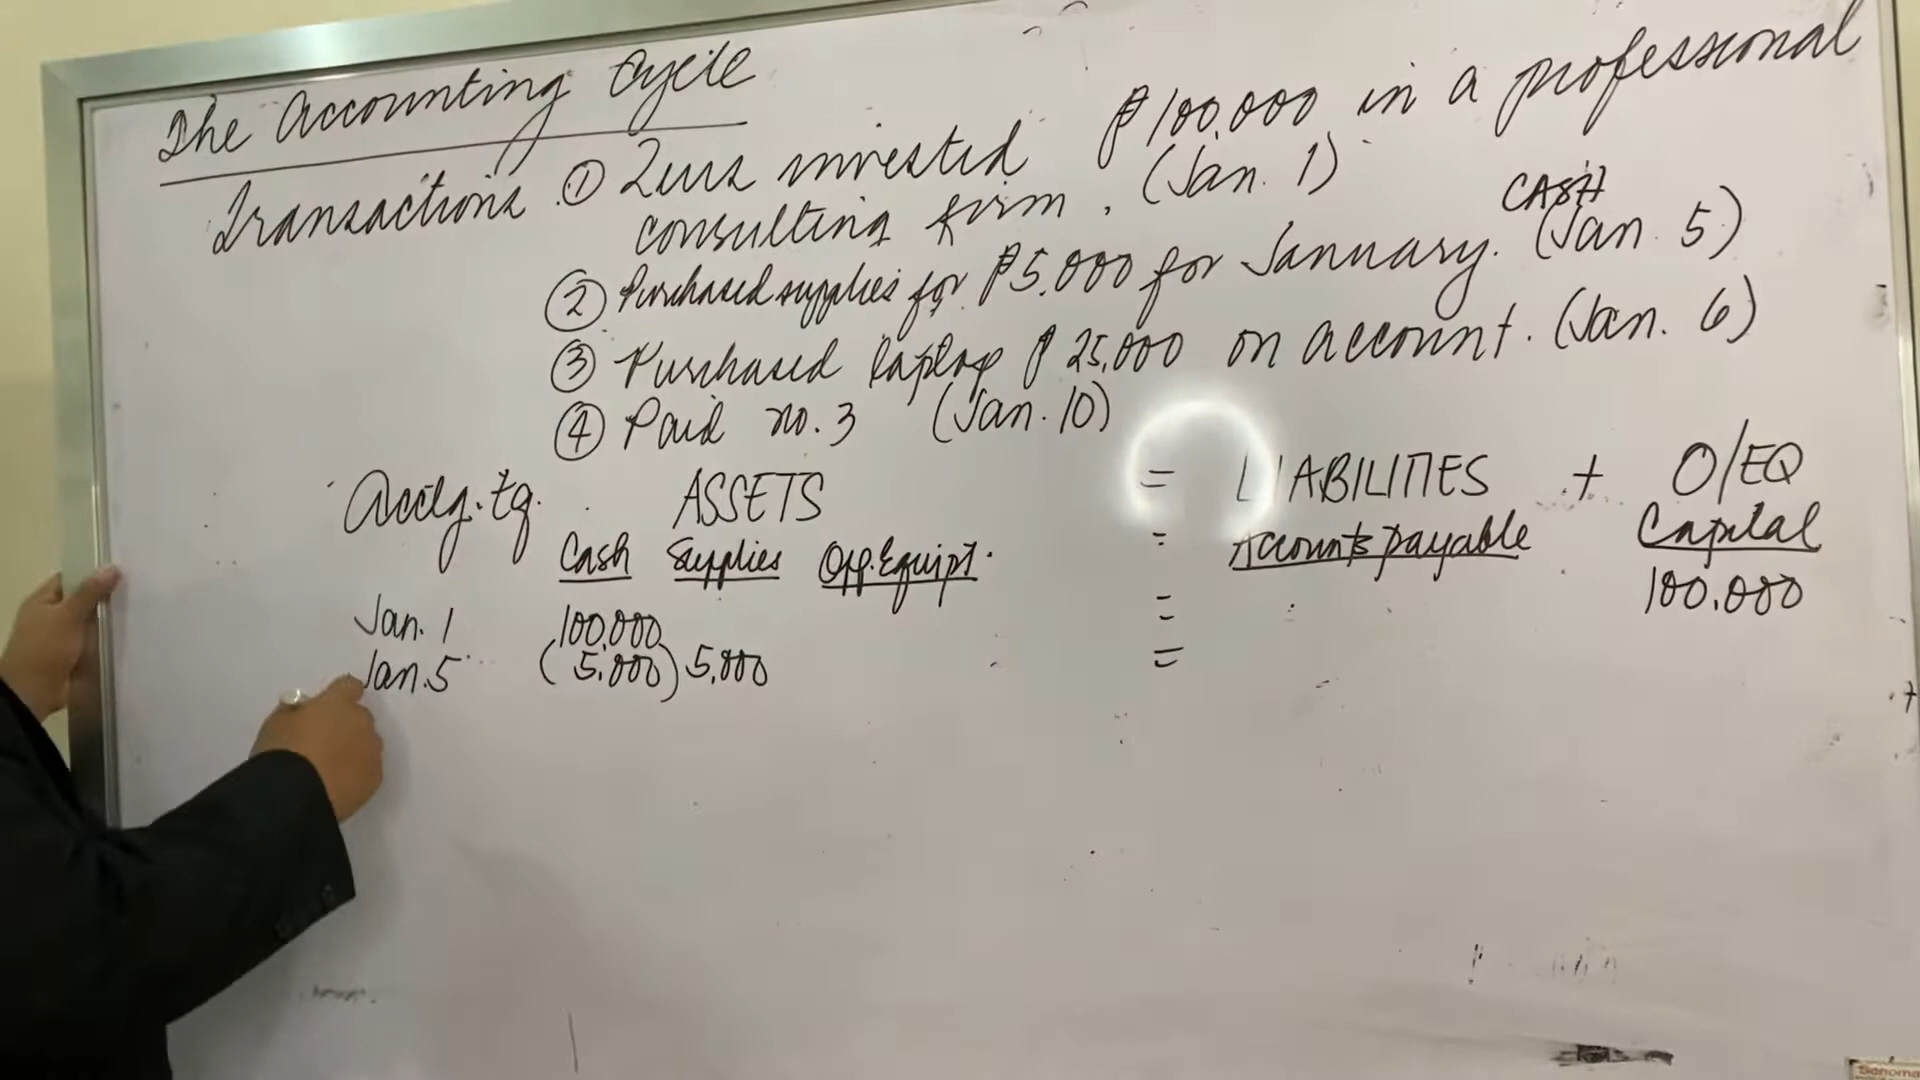 The Accounting Cycle
Transactions ① Zeus invested ₱100,000 in a professional
consulting firm. (Jan. 1)
CASH
② Purchased supplies for ₱5,000 for January. (Jan. 5)
③ Purchased laptop ₱25,000 on account. (Jan. 6)
④ Paid no. 3 (Jan. 10)
Acctg. Eq. ASSETS = LIABILITIES + O/EQ
Cash Supplies Off. Equipt. = Accounts payable Capital
Jan. 1 100,000 = 100,000
Jan. 5 (5,000) 5,000 =